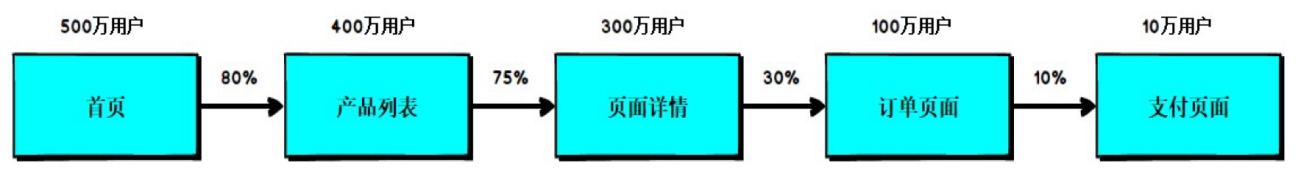 500万用户 400万用户 300万用户 100万用户 10万用户
80% 75% 30% 10%
首页 产品列表 页面详情 订单页面 支付页面